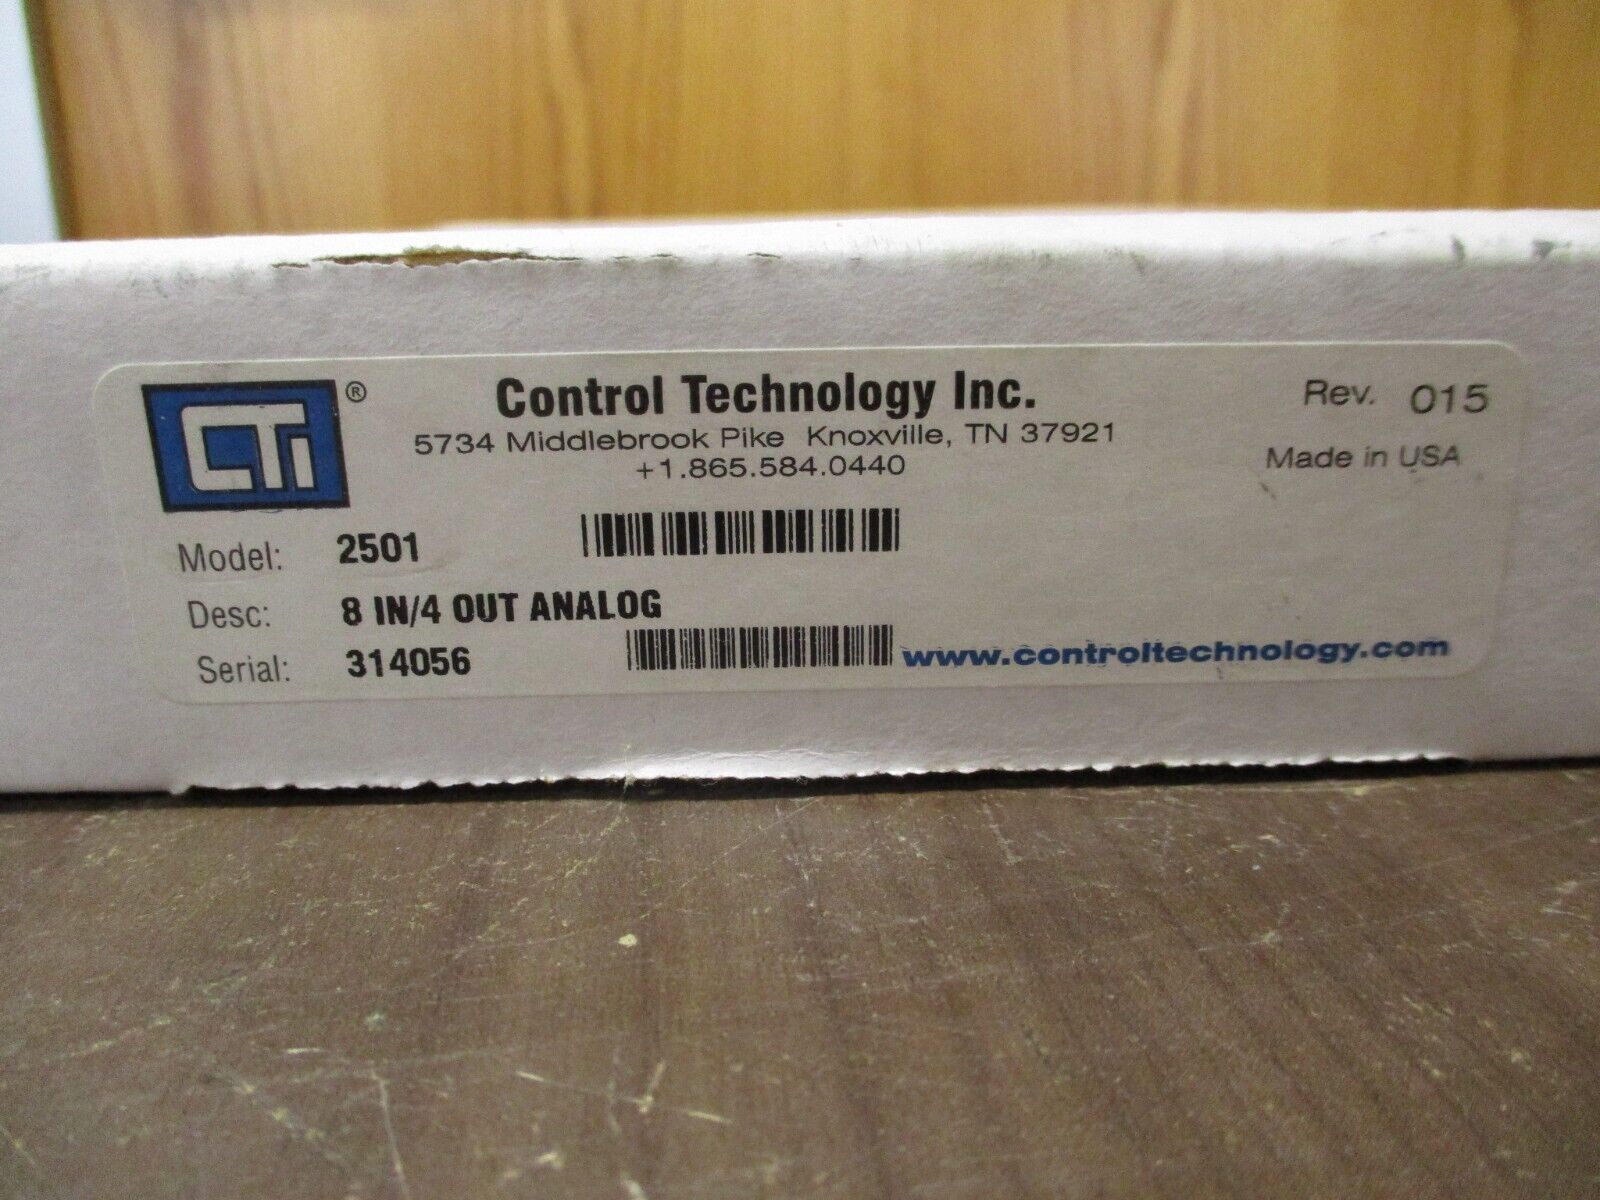 CTi ®
Control Technology Inc.
5734 Middlebrook Pike Knoxville, TN 37921
+1.865.584.0440
Rev. 015
Made in USA
Model: 2501
Desc: 8 IN/4 OUT ANALOG
Serial: 314056
www.controltechnology.com